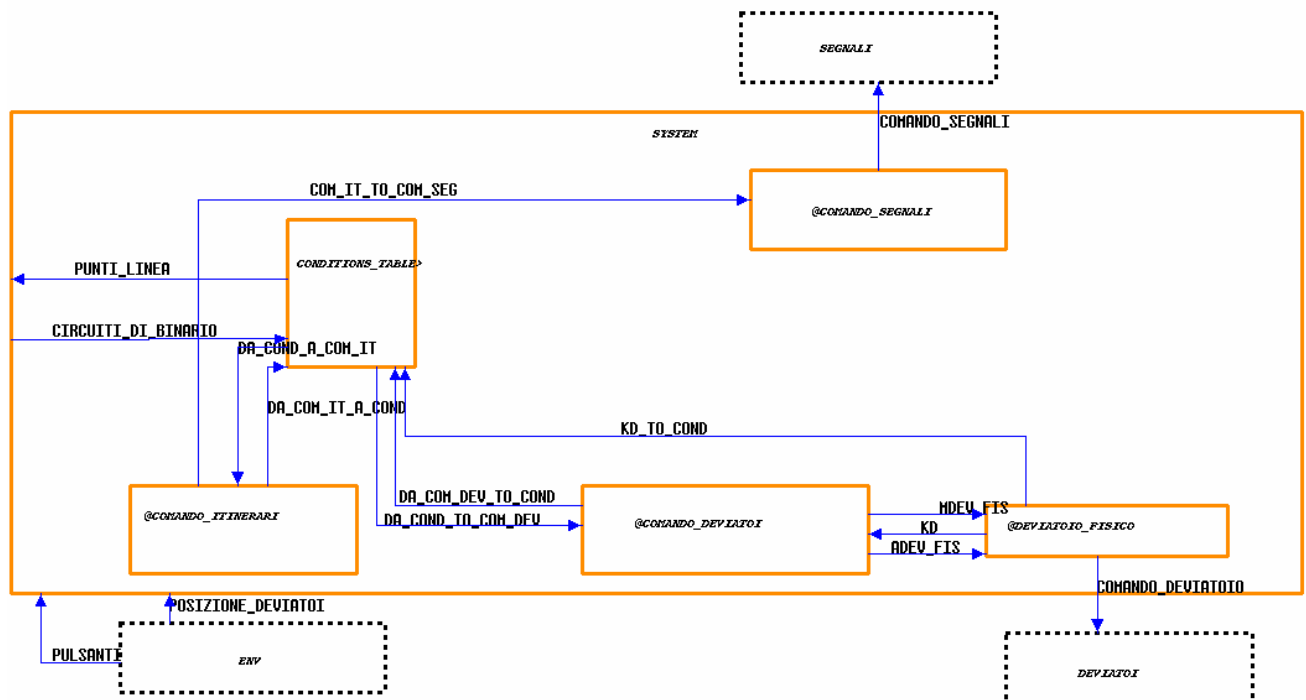 SEGNALI
COMANDO_SEGNALI
SYSTEM
COM_IT_TO_COM_SEG
@COMANDO_SEGNALI
CONDITIONS_TABLE>
PUNTI_LINEA
CIRCUITI_DI_BINARIO
DA_COND_A_COM_IT
DA_COM_IT_A_COND
KD_TO_COND
DA_COM_DEV_TO_COND
@COMANDO_ITINERARI
DA_COND_TO_COM_DEV
@COMANDO_DEVIATOI
MDEV_FIS
KD
@DEVIATOIO_FISICO
ADEV_FIS
COMANDO_DEVIATOIO
POSIZIONE_DEVIATOI
PULSANTI
ENV
DEVIATOI